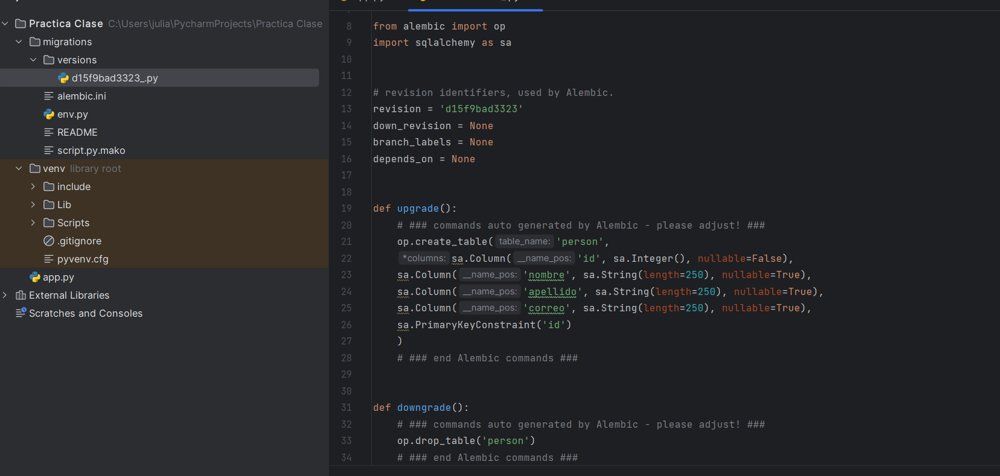 Practica Clase C:\Users\julia\PycharmProjects\Practica Clase
migrations
versions
d15f9bad3323_.py
alembic.ini
env.py
README
script.py.mako
venv library root
include
Lib
Scripts
.gitignore
pyvenv.cfg
app.py
External Libraries
Scratches and Consoles
8 from alembic import op
9 import sqlalchemy as sa
10
11
12 # revision identifiers, used by Alembic.
13 revision = 'd15f9bad3323'
14 down_revision = None
15 branch_labels = None
16 depends_on = None
17
18
19 def upgrade():
20 # ### commands auto generated by Alembic - please adjust! ###
21 op.create_table( table_name: 'person',
22 *columns: sa.Column( __name_pos: 'id', sa.Integer(), nullable=False),
23 sa.Column( __name_pos: 'nombre', sa.String(length=250), nullable=True),
24 sa.Column( __name_pos: 'apellido', sa.String(length=250), nullable=True),
25 sa.Column( __name_pos: 'correo', sa.String(length=250), nullable=True),
26 sa.PrimaryKeyConstraint('id')
27 )
28 # ### end Alembic commands ###
29
30
31 def downgrade():
32 # ### commands auto generated by Alembic - please adjust! ###
33 op.drop_table('person')
34 # ### end Alembic commands ###